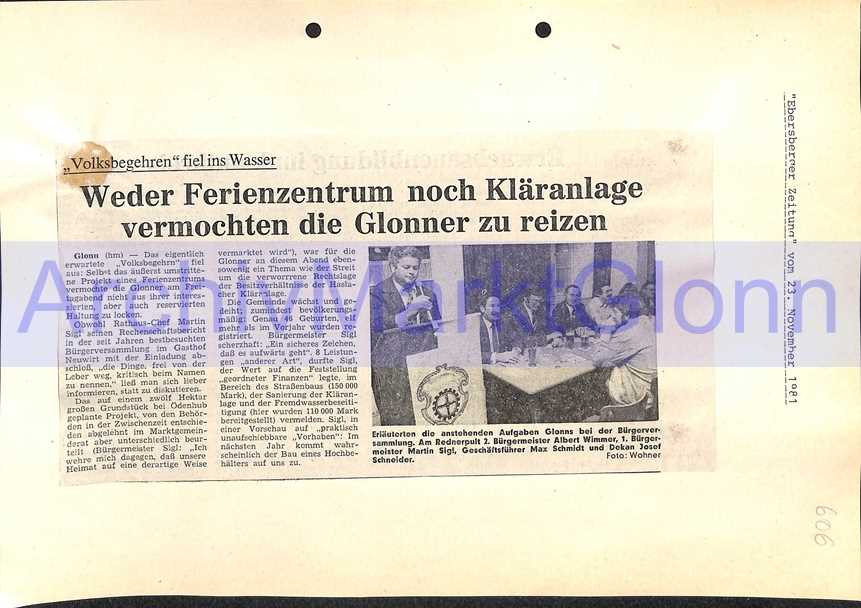 „Volksbegehren“ fiel ins Wasser
Weder Ferienzentrum noch Kläranlage
vermochten die Glonner zu reizen
Glonn (hm) — Das eigentlich
erwartete „Volksbegehrn“ fiel
aus: Selbst das äußerst umstritte-
ne Projekt eines Ferienzentrums
vermochte die Glonner am Frei-
tagabend nicht aus ihrer interes-
sierten, aber auch reservierten
Haltung zu locken.
Obwohl Rathaus-Chef Martin
Sigl seinen Rechenschaftsbericht
in der seit Jahren bestbesuchten
Bürgerversammlung im Gasthof
Neuwirt mit der Einladung ab-
schloß, „die Dinge, frei von der
Leber weg, kritisch beim Namen
zu nennen,“ ließ man sich lieber
informieren, statt zu diskutieren.
Das auf einem zwölf Hektar
großen Grundstück bei Odenhub
geplante Projekt, von den Behör-
den in der Zwischenzeit entschie-
den abgelehnt im Marktgemein-
derat aber unterschiedlich beur-
teilt (Bürgermeister Sigl: „Ich
wehre mich dagegen, daß unsere
Heimat auf eine derartige Weise
vermarktet wird“), war für die
Glonner an diesem Abend eben-
sowenig ein Thema wie der Streit
um die verworrrene Rechtslage
der Besitzverhältnisse der Hasla-
cher Kläranlage.
Die Gemeinde wächst und ge-
deiht; zumindest bevölkerungs-
mäßig: Genau 46 Geburten, elf
mehr als im Vorjahr wurden re-
gistriert. Bürgermeister Sigl
scherzhaft: „Ein sicheres Zeichen,
daß es aufwärts geht“. 8 Leistun-
gen „anderer Art“, durfte Sigl,
der Wert auf die Feststellung
„geordneter Finanzen“ legte, im
Bereich des Straßenbaus (150 000
Mark), der Sanierung der Kläran-
lage und der Fremdwasserbeseiti-
gung (hier wurden 110 000 Mark
bereitgestellt) vermelden. Sigl, in
einer Vorschau auf „praktisch
unaufschiebbare „Vorhaben“: Im
nächsten Jahr kommt wahr-
scheinlich der Bau eines Hochbe-
hälters auf uns zu.
Erläuterten die anstehenden Aufgaben Glonns bei der Bürgerver-
sammlung. Am Rednerpult 2. Bürgermeister Albert Wimmer, 1. Bürger-
meister Martin Sigl, Geschäftsführer Max Schmidt und Dekan Josef
Schneider.
Foto: Wohner
"Ebersberger Zeitung" vom 23. November 1981
606
ArchivMarktGlonn